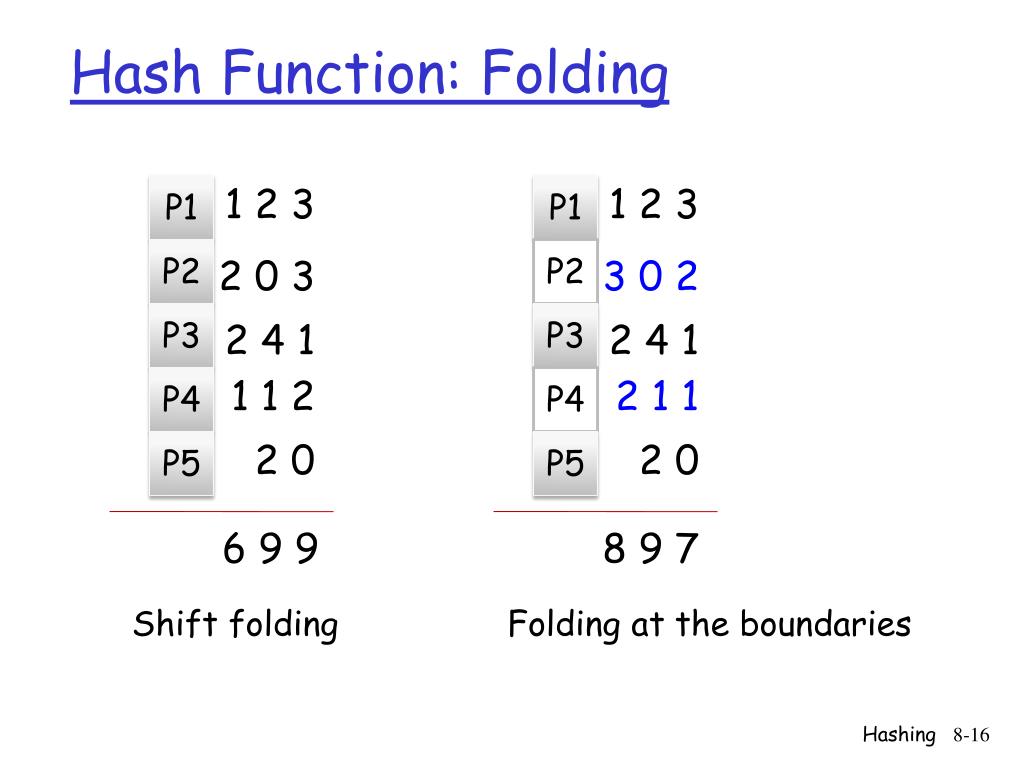 Hash Function: Folding
P1 1 2 3
P2 2 0 3
P3 2 4 1
P4 1 1 2
P5 2 0
6 9 9
Shift folding
P1 1 2 3
P2 3 0 2
P3 2 4 1
P4 2 1 1
P5 2 0
8 9 7
Folding at the boundaries
Hashing 8-16